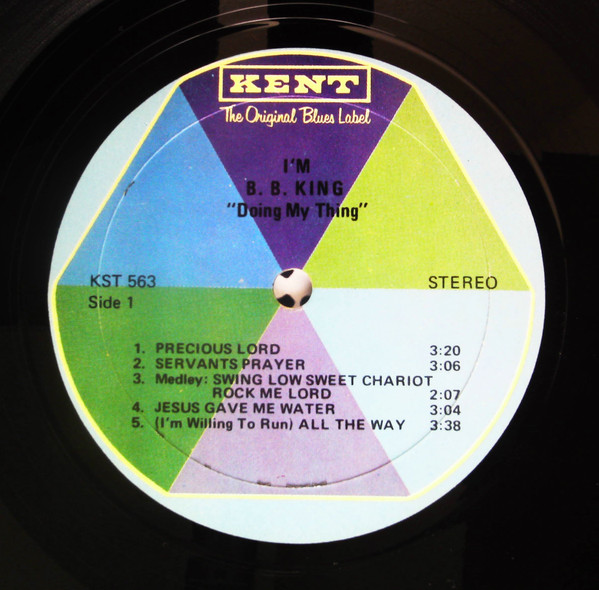 KENT
The Original Blues Label
I'M
B. B. KING
"Doing My Thing"
KST 563
STEREO
Side 1
1. PRECIOUS LORD 3:20
2. SERVANTS PRAYER 3:06
3. Medley: SWING LOW SWEET CHARIOT
ROCK ME LORD 2:07
4. JESUS GAVE ME WATER 3:04
5. (I'm Willing To Run) ALL THE WAY 3:38